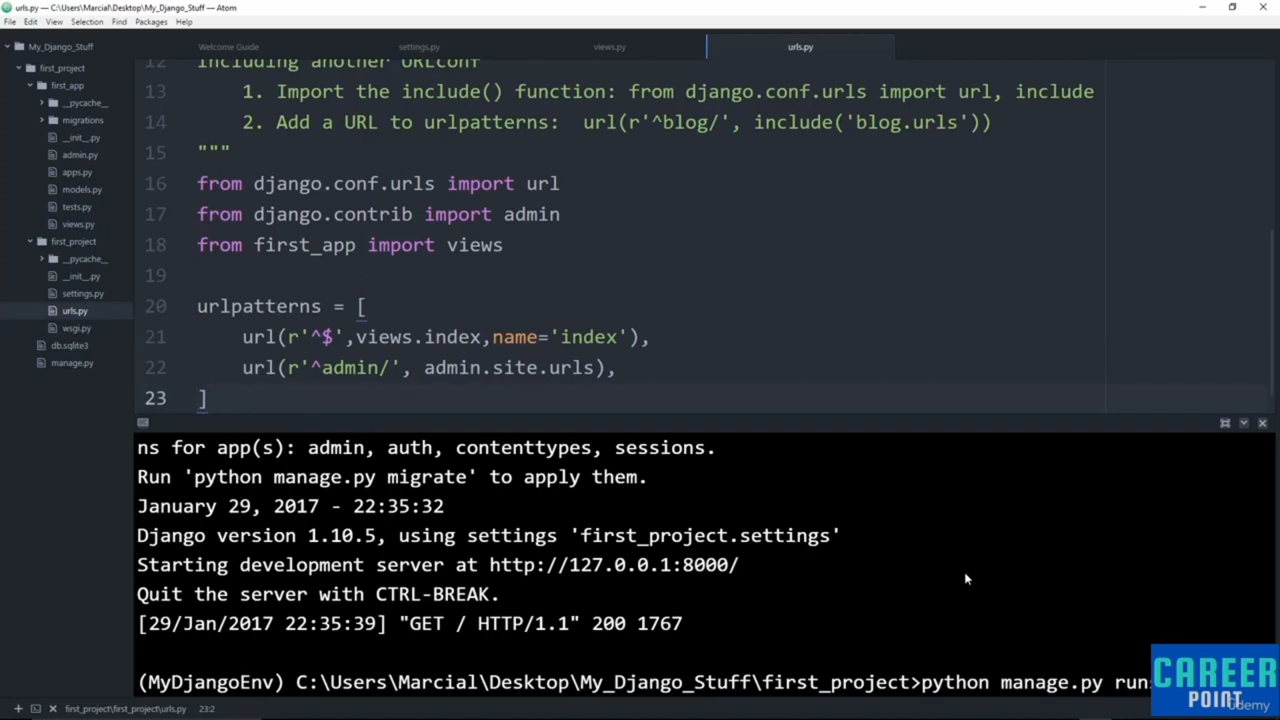 urls.py — C:\Users\Marcial\Desktop\My_Django_Stuff — Atom
File Edit View Selection Find Packages Help
My_Django_Stuff
first_project
first_app
__pycache__
migrations
__init__.py
admin.py
apps.py
models.py
tests.py
views.py
first_project
__pycache__
__init__.py
settings.py
urls.py
wsgi.py
db.sqlite3
manage.py
Welcome Guide settings.py views.py urls.py
12 Including another URLconf
13 1. Import the include() function: from django.conf.urls import url, include
14 2. Add a URL to urlpatterns:  url(r'^blog/', include('blog.urls'))
15 """
16 from django.conf.urls import url
17 from django.contrib import admin
18 from first_app import views
19
20 urlpatterns = [
21 url(r'^$',views.index,name='index'),
22 url(r'^admin/', admin.site.urls),
23 ]
ns for app(s): admin, auth, contenttypes, sessions.
Run 'python manage.py migrate' to apply them.
January 29, 2017 - 22:35:32
Django version 1.10.5, using settings 'first_project.settings'
Starting development server at http://127.0.0.1:8000/
Quit the server with CTRL-BREAK.
[29/Jan/2017 22:35:39] "GET / HTTP/1.1" 200 1767
(MyDjangoEnv) C:\Users\Marcial\Desktop\My_Django_Stuff\first_project>python manage.py run
CAREER
POINT
Udemy
first_project\first_project\urls.py 23:2